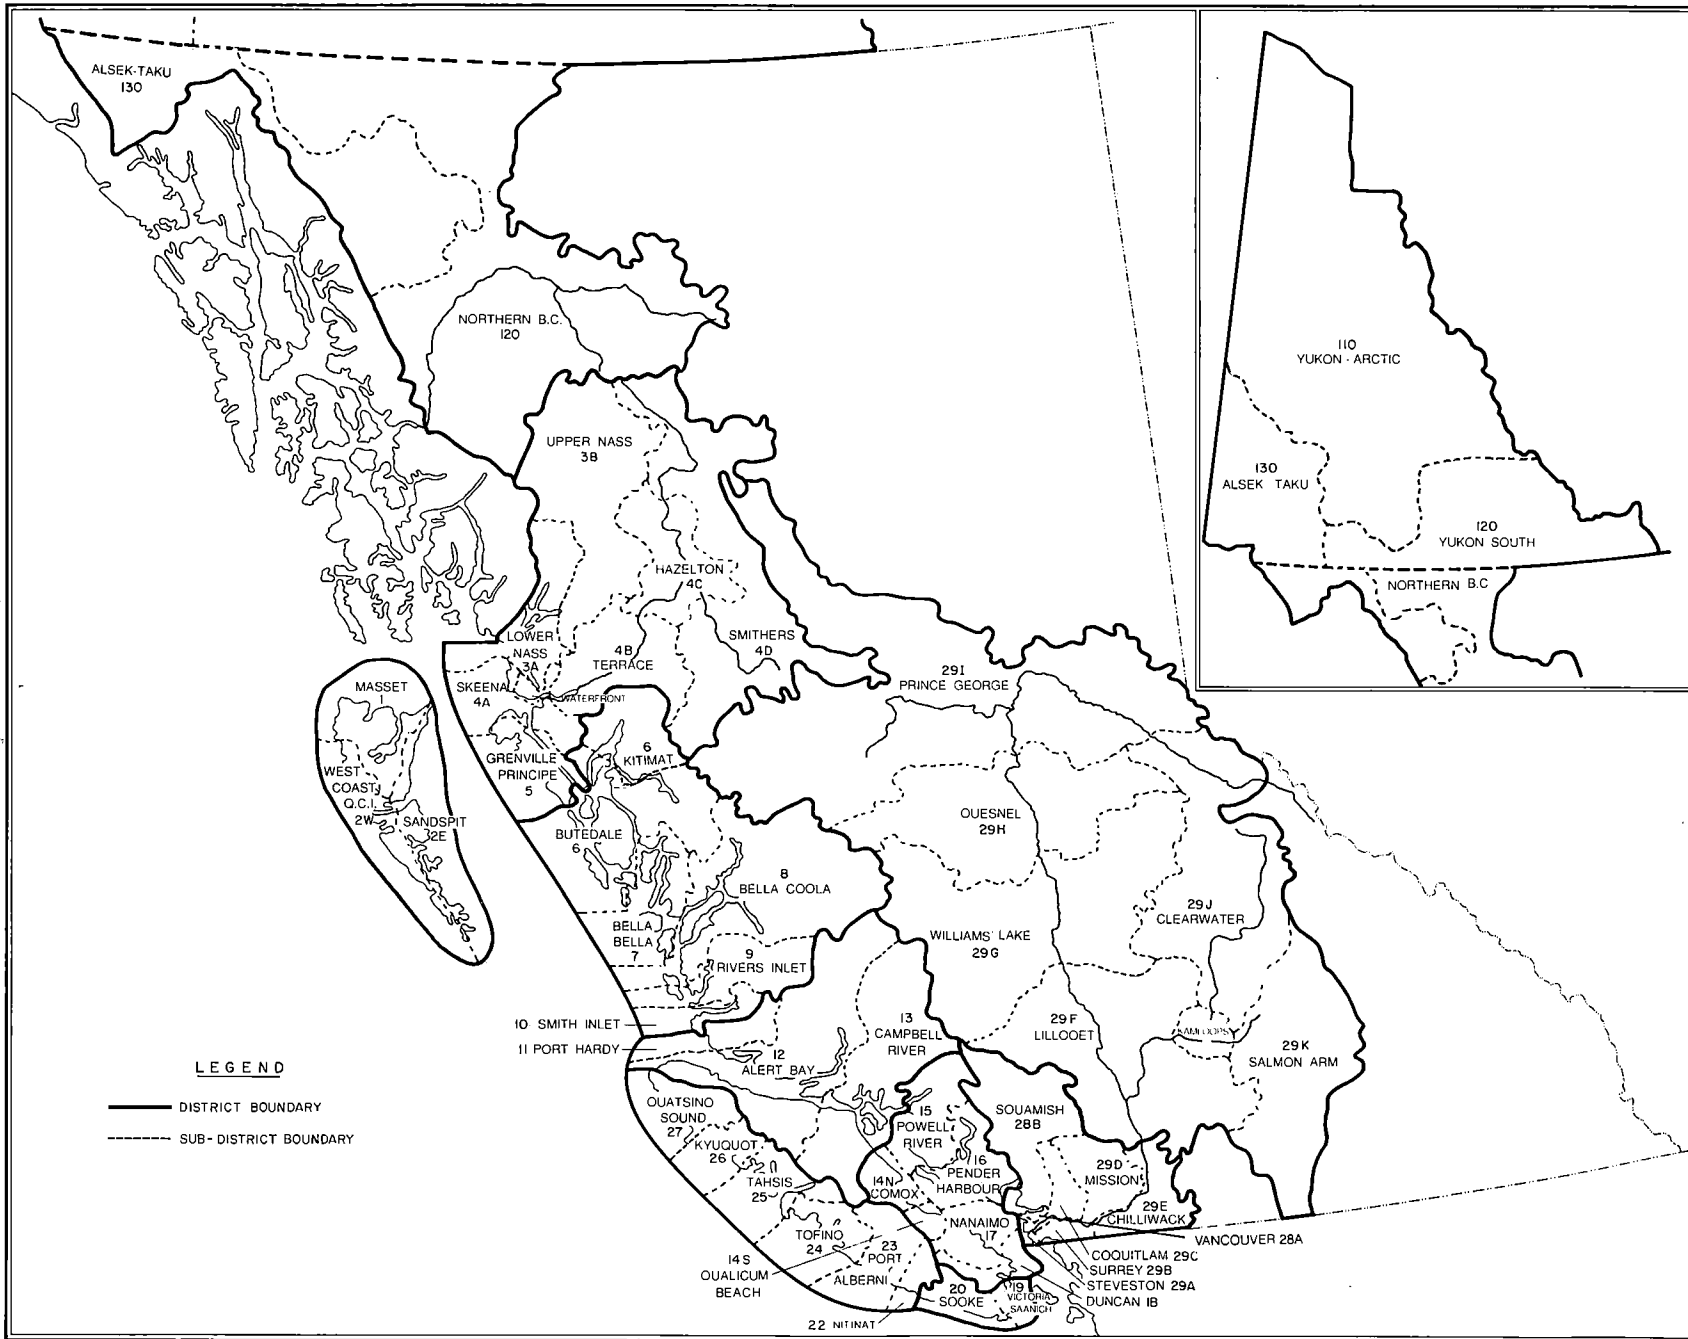 ALSEK-TAKU
130
NORTHERN B.C.
120
UPPER NASS
3B
HAZELTON
4C
LOWER
NASS
3A
4B
TERRACE
SMITHERS
4D
SKEENA
4A
WATERFRONT
MASSET
1
WEST
COAST
Q.C.I.
2W
SANDSPIT
2E
GRENVILLE
PRINCIPE
5
6
KITIMAT
29I
PRINCE GEORGE
BUTEDALE
6
QUESNEL
29H
8
BELLA COOLA
BELLA
BELLA
7
9
RIVERS INLET
29J
CLEARWATER
WILLIAMS' LAKE
29G
10 SMITH INLET
11 PORT HARDY
12
ALERT BAY
13
CAMPBELL
RIVER
29F
LILLOOET
KAMLOOPS
29K
SALMON ARM
QUATSINO
SOUND
27
KYUQUOT
26
TAHSIS
25
TOFINO
24
23
PORT
ALBERNI
15
POWELL
RIVER
16
PENDER
HARBOUR
14N
COMOX
SQUAMISH
28B
29D
MISSION
29E
CHILLIWACK
NANAIMO
17
14S
QUALICUM
BEACH
20
SOOKE
19
VICTORIA
SAANICH
22 NITINAT
VANCOUVER 28A
COQUITLAM 29C
SURREY 29B
STEVESTON 29A
DUNCAN 18
LEGEND
DISTRICT BOUNDARY
SUB-DISTRICT BOUNDARY
110
YUKON - ARCTIC
130
ALSEK TAKU
120
YUKON SOUTH
NORTHERN B.C